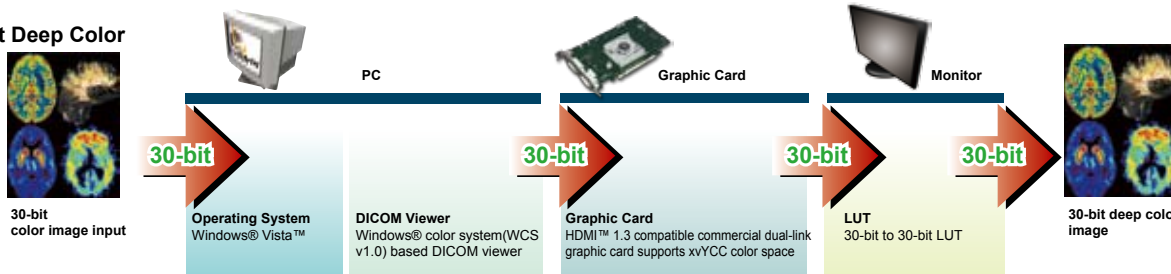 t Deep Color
PC
Graphic Card
Monitor
30-bit
30-bit
30-bit
30-bit
30-bit
color image input
Operating System
Windows® Vista™
DICOM Viewer
Windows® color system(WCS
v1.0) based DICOM viewer
Graphic Card
HDMI™ 1.3 compatible commercial dual-link
graphic card supports xvYCC color space
LUT
30-bit to 30-bit LUT
30-bit deep colo
image